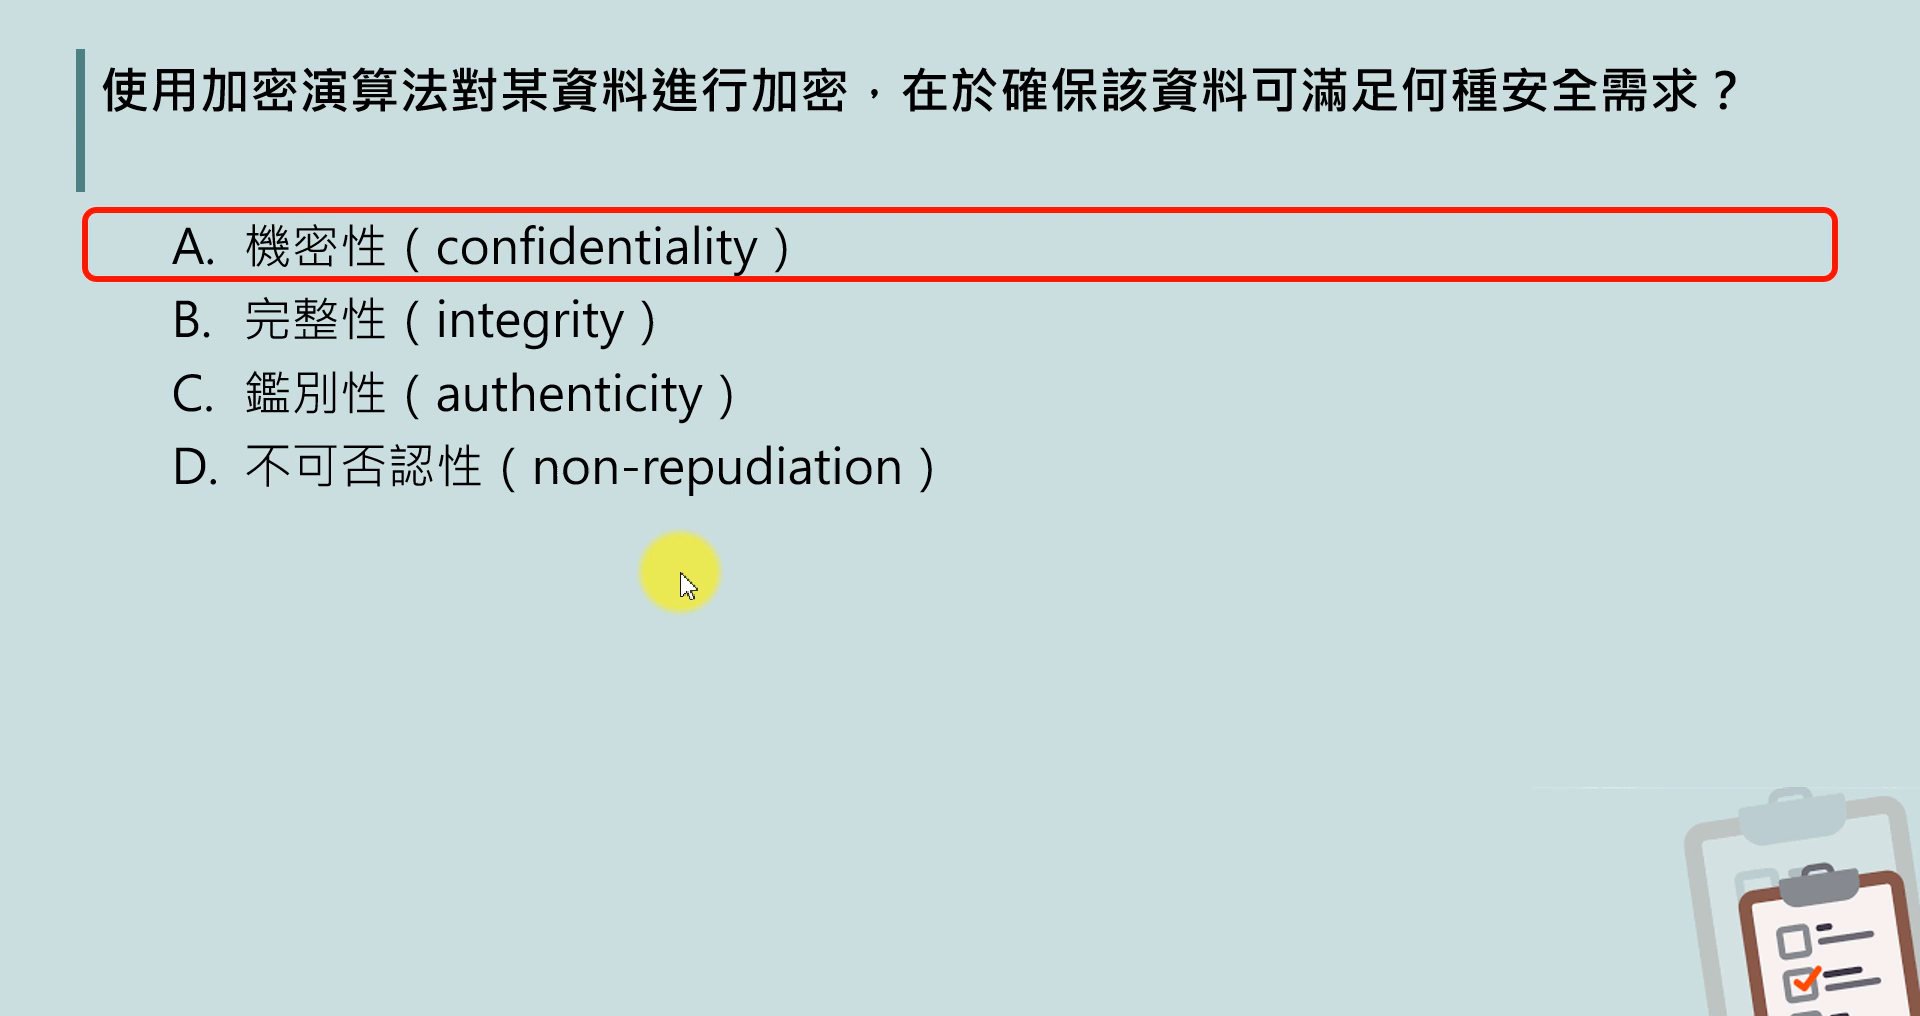 使用加密演算法對某資料進行加密，在於確保該資料可滿足何種安全需求？
A. 機密性（confidentiality）
B. 完整性（integrity）
C. 鑑別性（authenticity）
D. 不可否認性（non-repudiation）